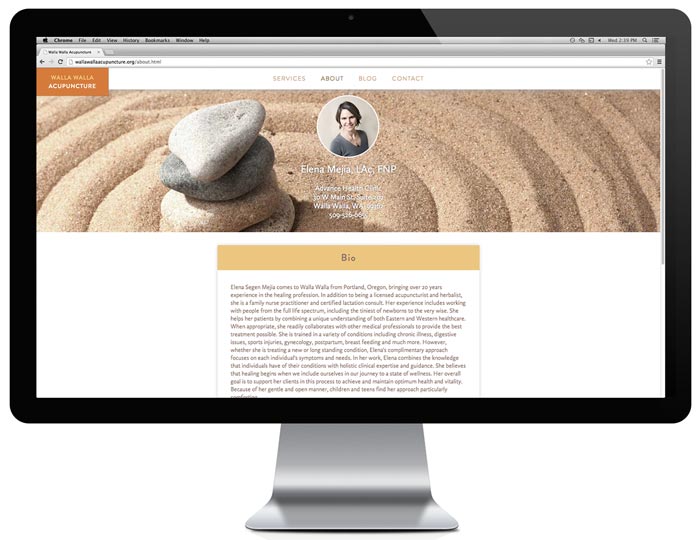 Chrome File Edit View History Bookmarks Window Help Wed 2:39 PM
Walla Walla Acupuncture
wallawallaacupuncture.org/about.html
WALLA WALLA
ACUPUNCTURE
SERVICES ABOUT BLOG CONTACT
Elena Mejia, LAc, FNP
Advance Health Clinic
W Main St,
Walla Walla, WA
Bio
Elena Segen Mejia comes to Walla Walla from Portland, Oregon, bringing over 20 years
experience in the healing profession. In addition to being a licensed acupuncturist and herbalist,
she is a family nurse practitioner and certified lactation consult. Her experience includes working
with people from the full life spectrum, including the tiniest of newborns to the very wise. She
helps her patients by combining a unique understanding of both Eastern and Western healthcare.
When appropriate, she readily collaborates with other medical professionals to provide the best
treatment possible. She is trained in a variety of conditions including chronic illness, digestive
issues, sports injuries, gynecology, postpartum, breast feeding and much more. However,
whether she is treating a new or long standing condition, Elena's complimentary approach
focuses on each individual's symptoms and needs. In her work, Elena combines the knowledge
that individuals have of their conditions with holistic clinical expertise and guidance. She believes
that healing begins when we include ourselves in our journey to a state of wellness. Her overall
goal is to support her clients in this process to achieve and maintain optimum health and vitality.
Because of her gentle and open manner, children and teens find her approach particularly